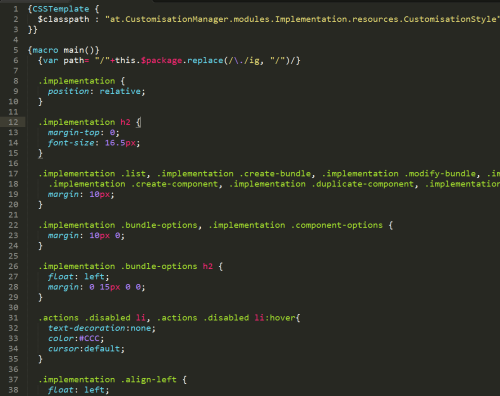 1 {CSSTemplate {
2 $classpath : "at.CustomisationManager.modules.Implementation.resources.CustomisationStyle"
3 }}
4
5 {macro main()}
6 {var path= "/"+this.$package.replace(/\./ig, "/")/}
7
8 .implementation {
9 position: relative;
10 }
11
12 .implementation h2 {
13 margin-top: 0;
14 font-size: 16.5px;
15 }
16
17 .implementation .list, .implementation .create-bundle, .implementation .modify-bundle, .i
18 .implementation .create-component, .implementation .duplicate-component, .implementation
19 margin: 10px;
20 }
21
22 .implementation .bundle-options, .implementation .component-options {
23 margin: 10px 0;
24 }
25
26 .implementation .bundle-options h2 {
27 float: left;
28 margin: 0 15px 0 0;
29 }
30
31 .actions .disabled li, .actions .disabled li:hover{
32 text-decoration:none;
33 color:#CCC;
34 cursor:default;
35 }
36
37 .implementation .align-left {
38 float: left;